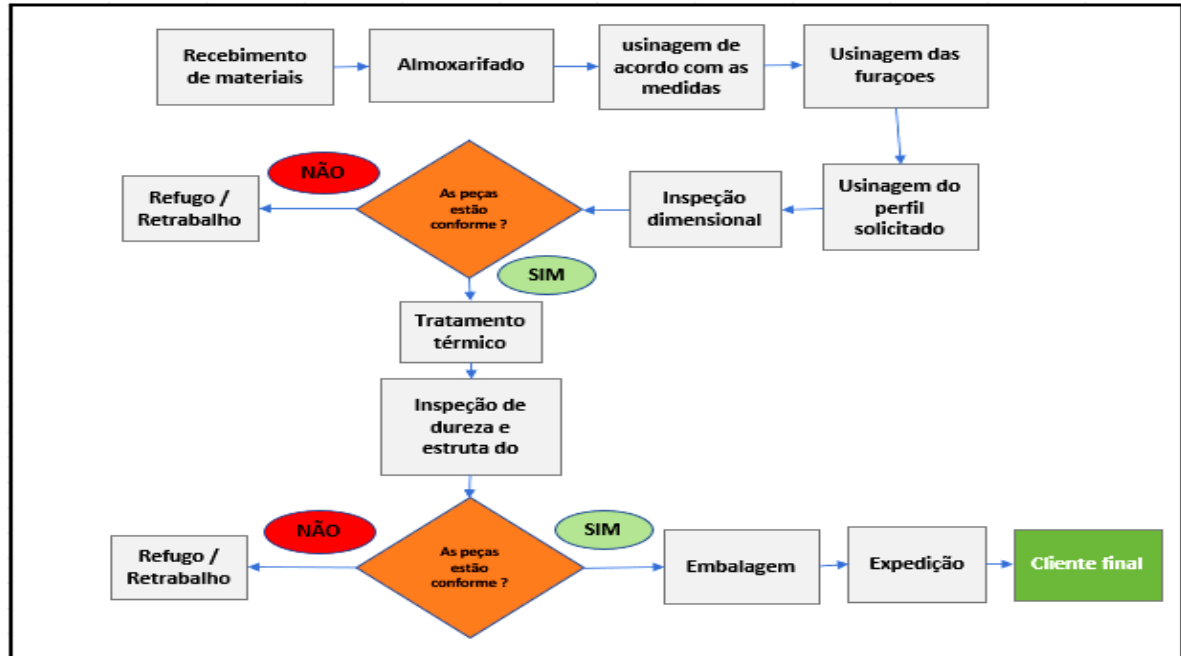 Recebimento
de materiais
Almoxarifado
usinagem de
acordo com as
medidas
Usinagem das
furaçoes
Usinagem do
perfil
solicitado
Inspeção
dimensional
As peças
estão
conforme ?
NÃO
Refugo /
Retrabalho
SIM
Tratamento
térmico
Inspeção de
dureza e
estruta do
As peças
estão
conforme ?
NÃO
Refugo /
Retrabalho
SIM
Embalagem
Expedição
Cliente final